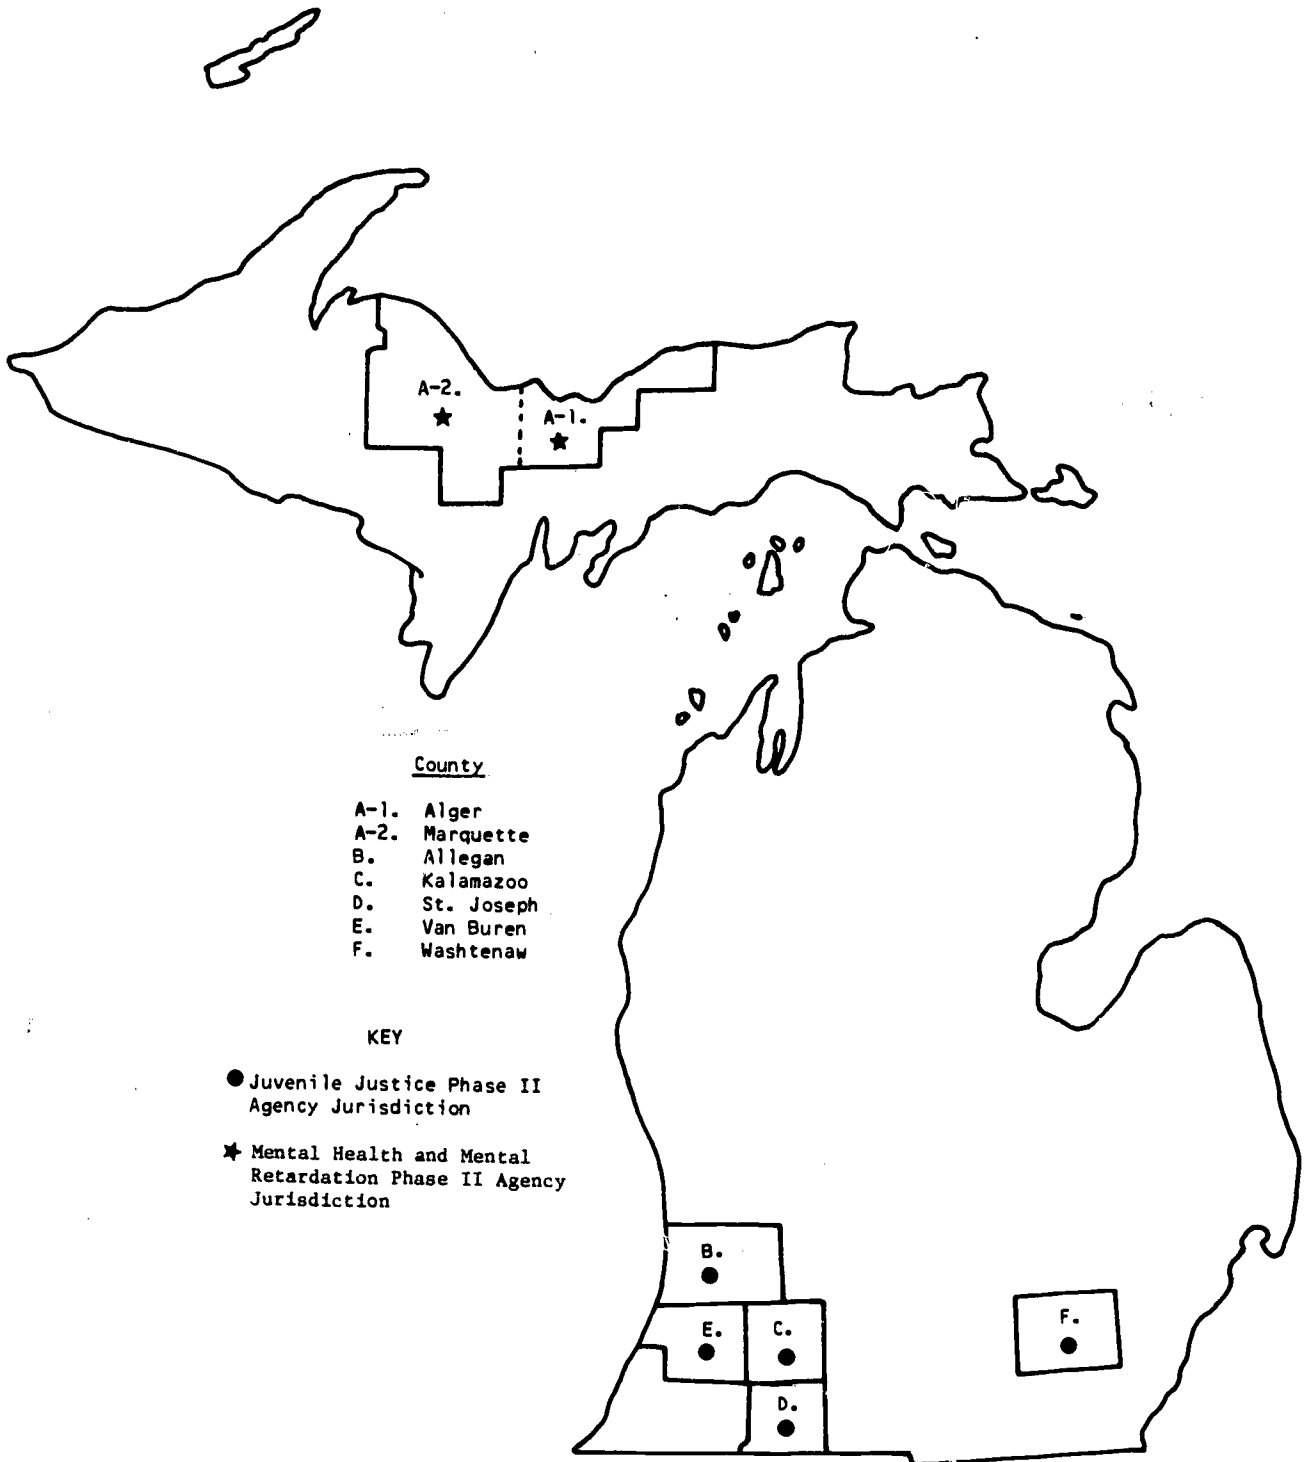 A-2.
A-1.
County
A-1. Alger
A-2. Marquette
B. Allegan
C. Kalamazoo
D. St. Joseph
E. Van Buren
F. Washtenaw
KEY
Juvenile Justice Phase II
Agency Jurisdiction
Mental Health and Mental
Retardation Phase II Agency
Jurisdiction
B.
E.
C.
F.
D.